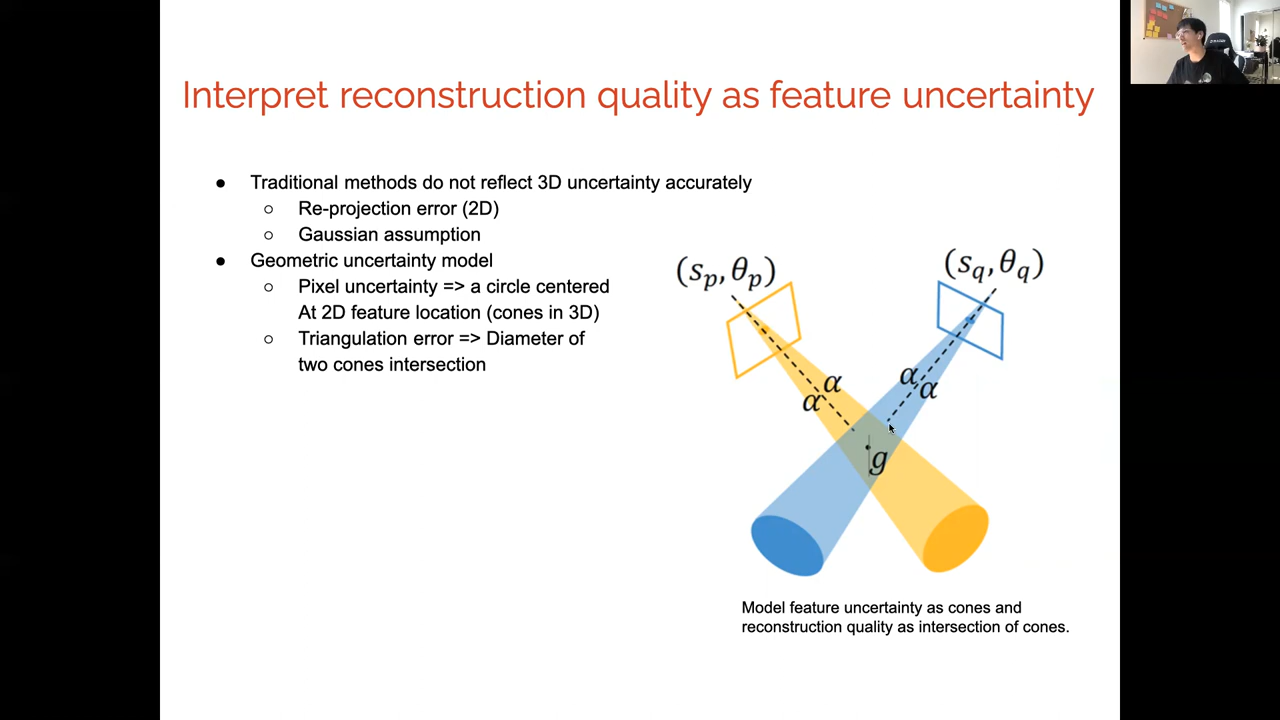 Interpret reconstruction quality as feature uncertainty
● Traditional methods do not reflect 3D uncertainty accurately
○ Re-projection error (2D)
○ Gaussian assumption
● Geometric uncertainty model
○ Pixel uncertainty => a circle centered
At 2D feature location (cones in 3D)
○ Triangulation error => Diameter of
two cones intersection
(sₚ, θₚ)
(s_q, θ_q)
α
α
α
α
g
Model feature uncertainty as cones and
reconstruction quality as intersection of cones.